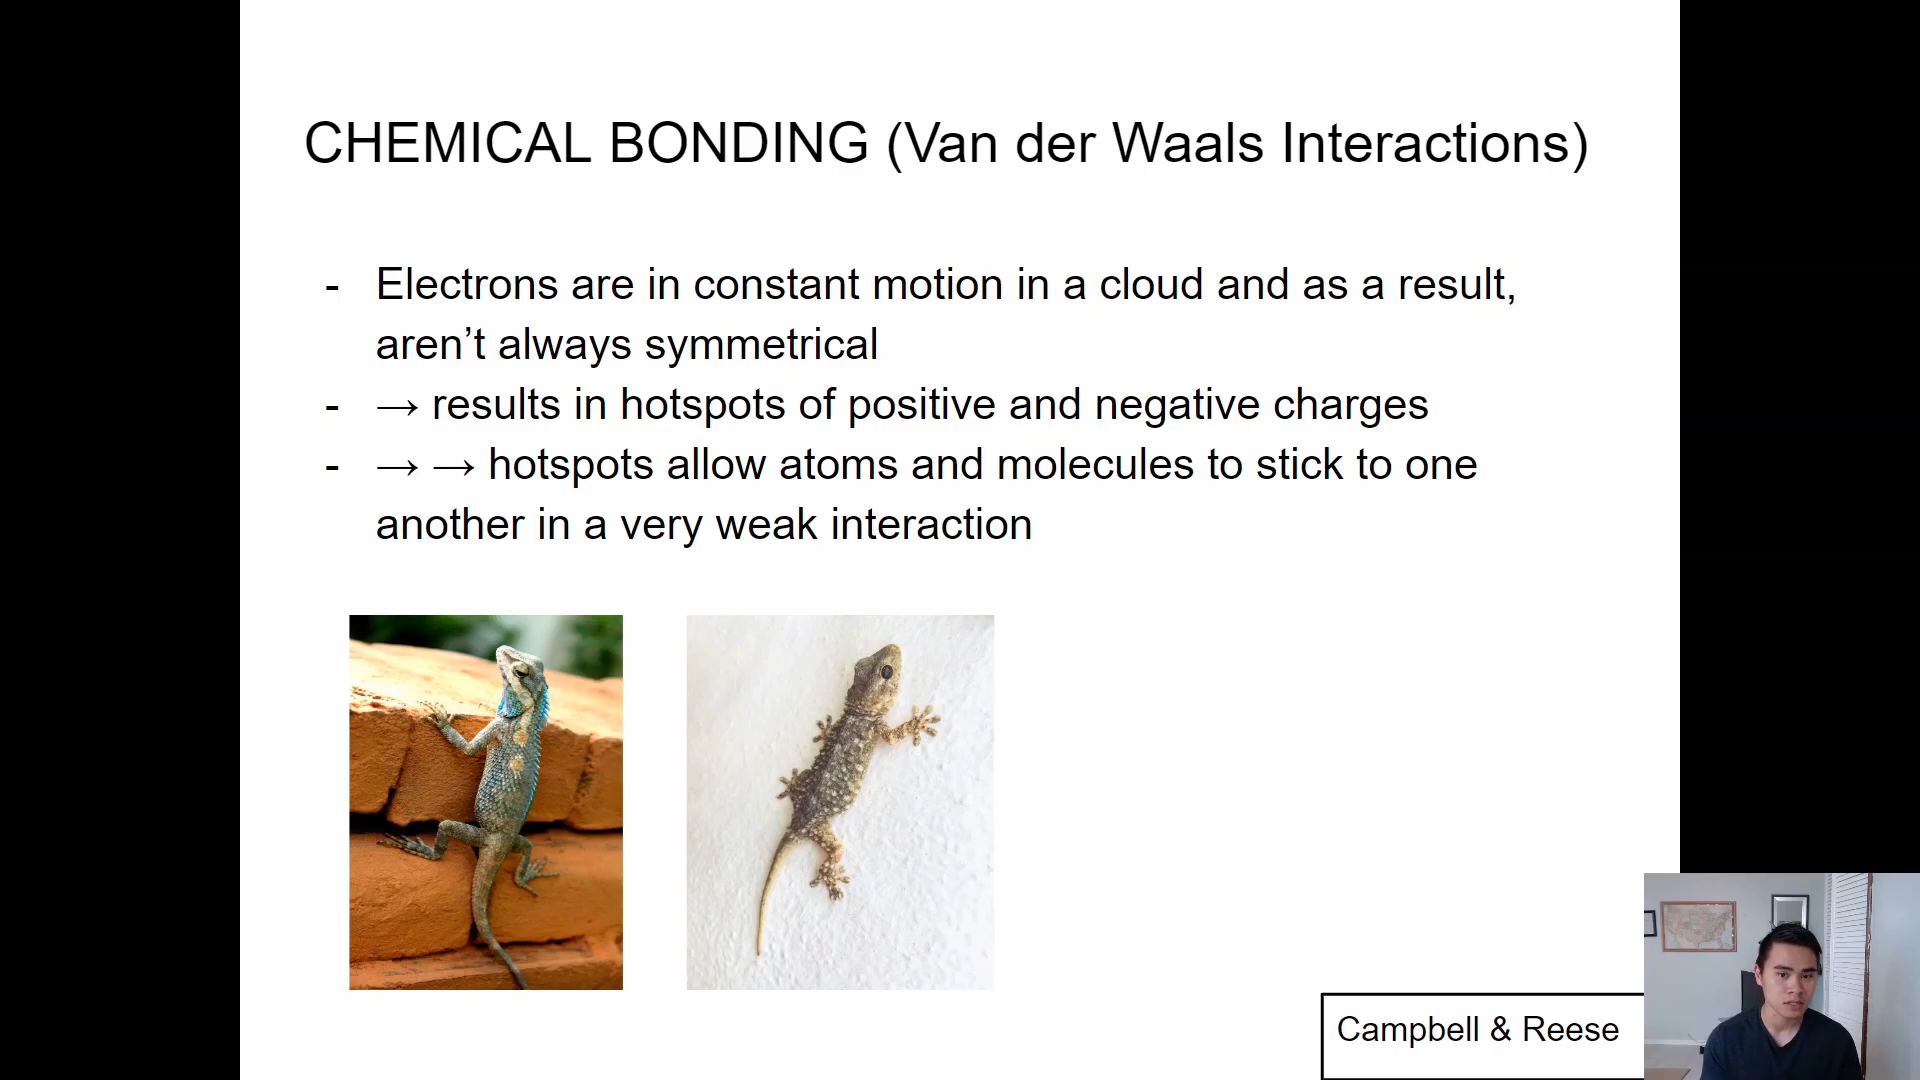 CHEMICAL BONDING (Van der Waals Interactions)
- Electrons are in constant motion in a cloud and as a result,
aren’t always symmetrical
- → results in hotspots of positive and negative charges
- → → hotspots allow atoms and molecules to stick to one
another in a very weak interaction
Campbell & Reese